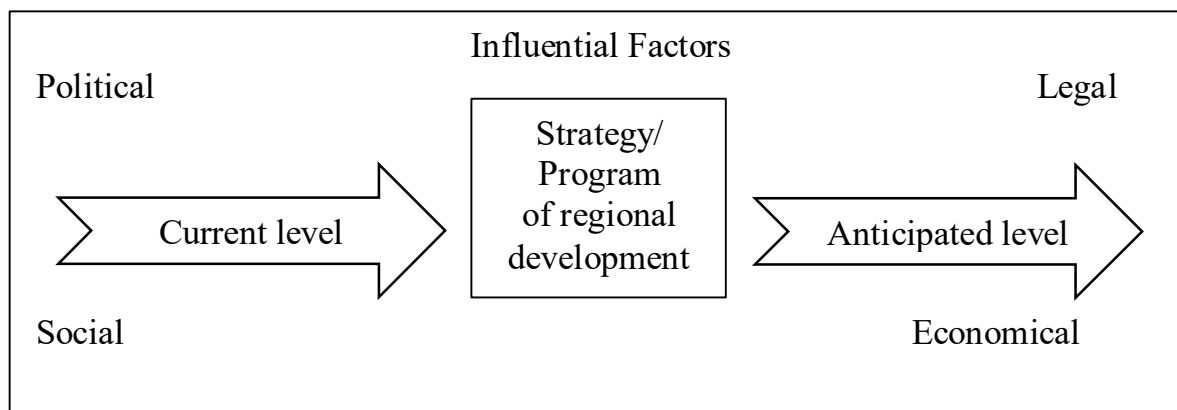 Influential Factors
Political
Legal
Strategy/
Program
of regional
development
Current level
Anticipated level
Social
Economical